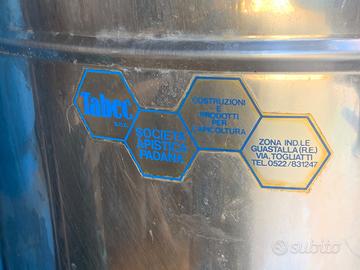 Tabec
s.n.c.
SOCIETÀ
APISTICA
PADANA
COSTRUZIONI
E
PRODOTTI
PER
L'APICOLTURA
ZONA IND.LE
GUASTALLA (R.E.)
VIA. TOGLIATTI
TEL. 0522/831247
subito